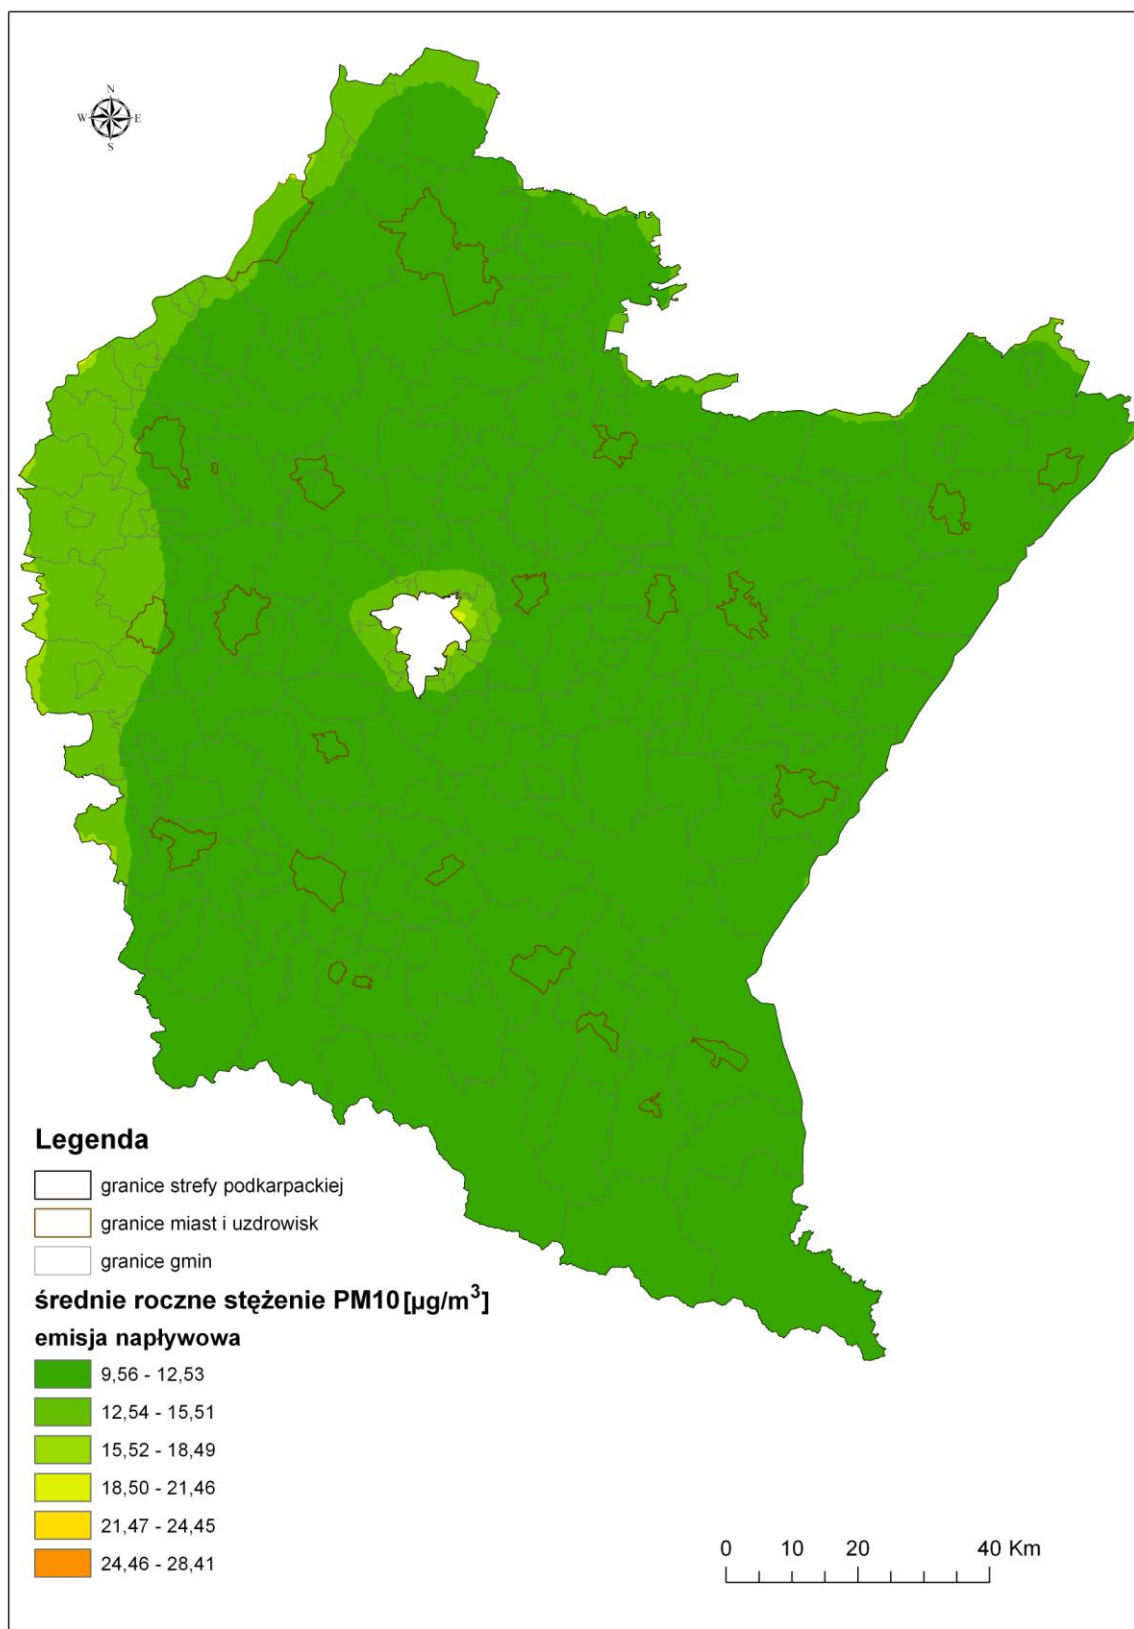 N
W E
S
Legenda
granice strefy podkarpackiej
granice miast i uzdrowisk
granice gmin
średnie roczne stężenie PM10 [µg/m³]
emisja napływowa
9,56 - 12,53
12,54 - 15,51
15,52 - 18,49
18,50 - 21,46
21,47 - 24,45
24,46 - 28,41
0 10 20 40 Km